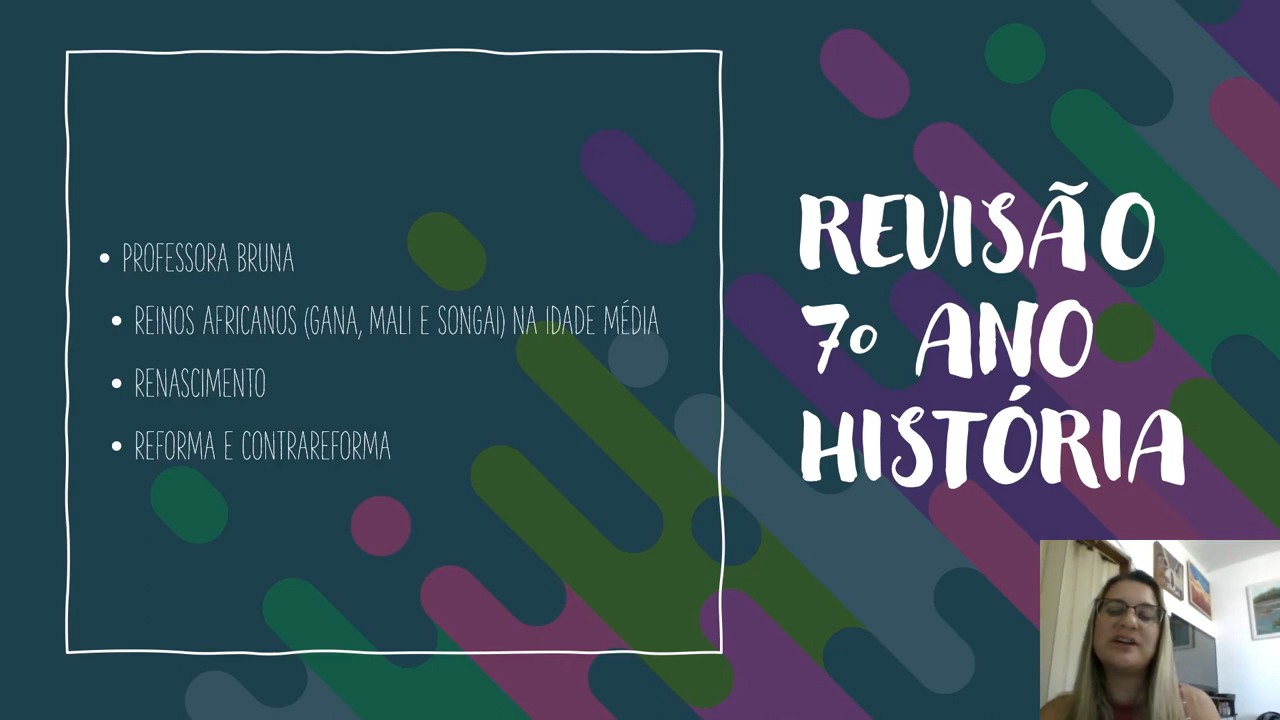 PROFESSORA BRUNA
REINOS AFRICANOS (GANA, MALI E SONGAI) NA IDADE MÉDIA
RENASCIMENTO
REFORMA E CONTRAREFORMA
REVISÃO
7º ANO
HISTÓRIA